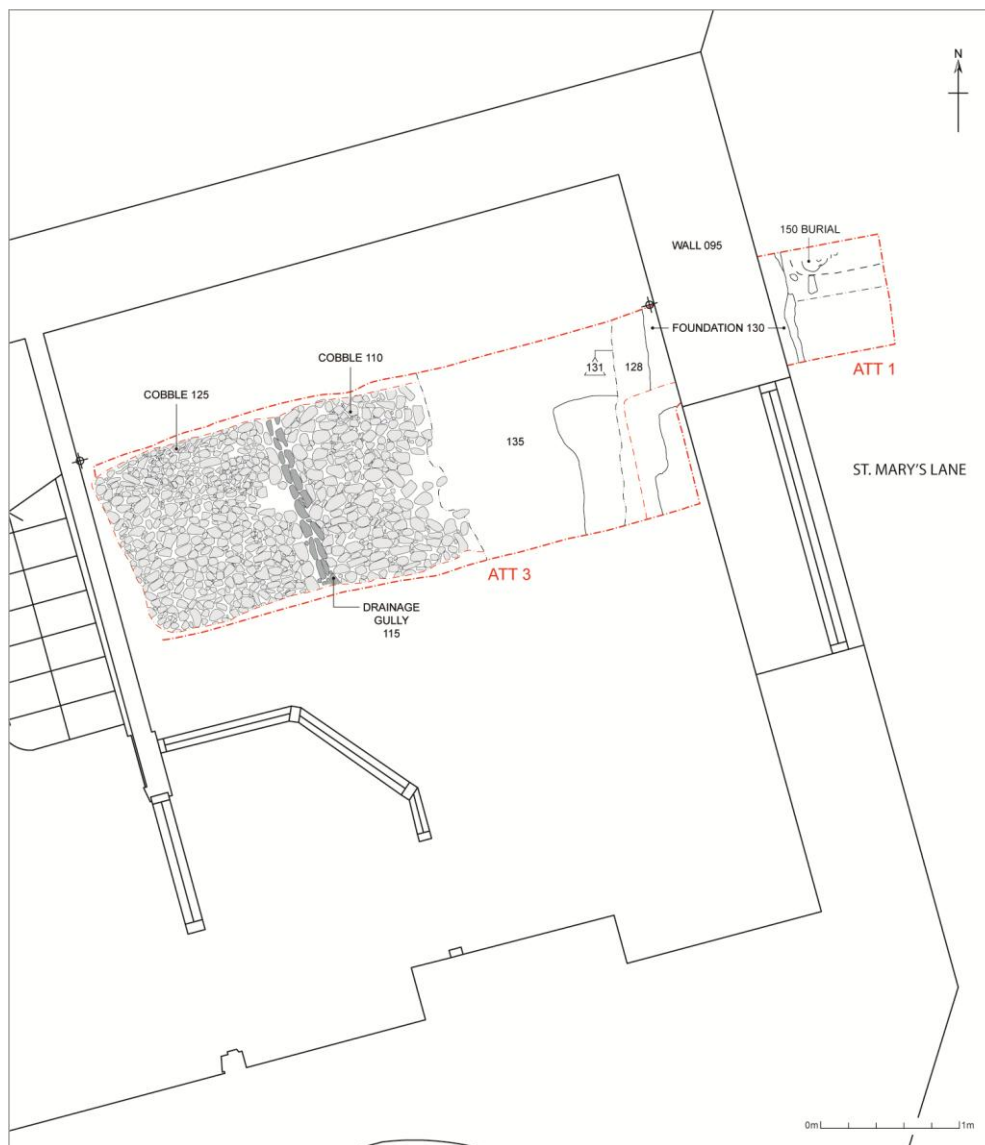 N
150 BURIAL
WALL 095
FOUNDATION 130
COBBLE 110
131
128
ATT 1
COBBLE 125
135
ST. MARY'S LANE
ATT 3
DRAINAGE
GULLY
115
0m
1m